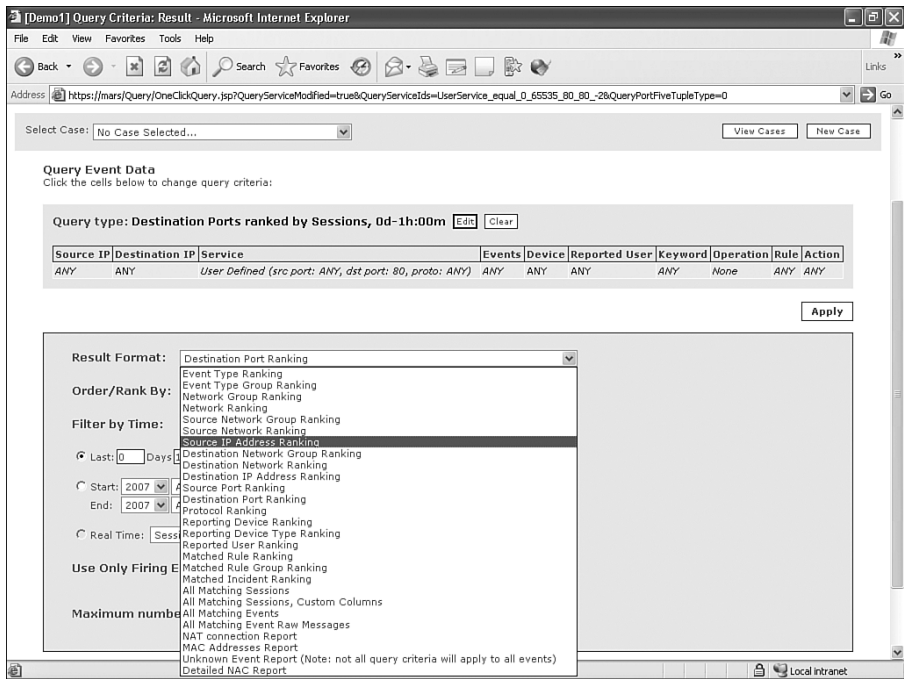 [Demo1] Query Criteria: Result - Microsoft Internet Explorer
File Edit View Favorites Tools Help
Back Search Favorites Links
Address https://mars/Query/OneClickQuery.jsp?QueryServiceModified=true&QueryServiceIds=UserService_equal_0_65535_80_80_-2&QueryPortFiveTupleType=0 Go
Select Case: No Case Selected... View Cases New Case
Query Event Data
Click the cells below to change query criteria:
Query type: Destination Ports ranked by Sessions, 0d-1h:00m Edit Clear
Source IP Destination IP Service Events Device Reported User Keyword Operation Rule Action
ANY ANY User Defined (src port: ANY, dst port: 80, proto: ANY) ANY ANY ANY ANY None ANY ANY
Apply
Result Format: Destination Port Ranking
Order/Rank By:
Filter by Time:
Last: 0 Days 1
Start: 2007 A
End: 2007 A
Real Time: Sessi
Use Only Firing E
Maximum numbe
Event Type Ranking
Event Type Group Ranking
Network Group Ranking
Network Ranking
Source Network Group Ranking
Source Network Ranking
Source IP Address Ranking
Destination Network Group Ranking
Destination Network Ranking
Destination IP Address Ranking
Source Port Ranking
Destination Port Ranking
Protocol Ranking
Reporting Device Ranking
Reporting Device Type Ranking
Reported User Ranking
Matched Rule Ranking
Matched Rule Group Ranking
Matched Incident Ranking
All Matching Sessions
All Matching Sessions, Custom Columns
All Matching Events
All Matching Event Raw Messages
NAT connection Report
MAC Addresses Report
Unknown Event Report (Note: not all query criteria will apply to all events)
Detailed NAC Report
Local intranet